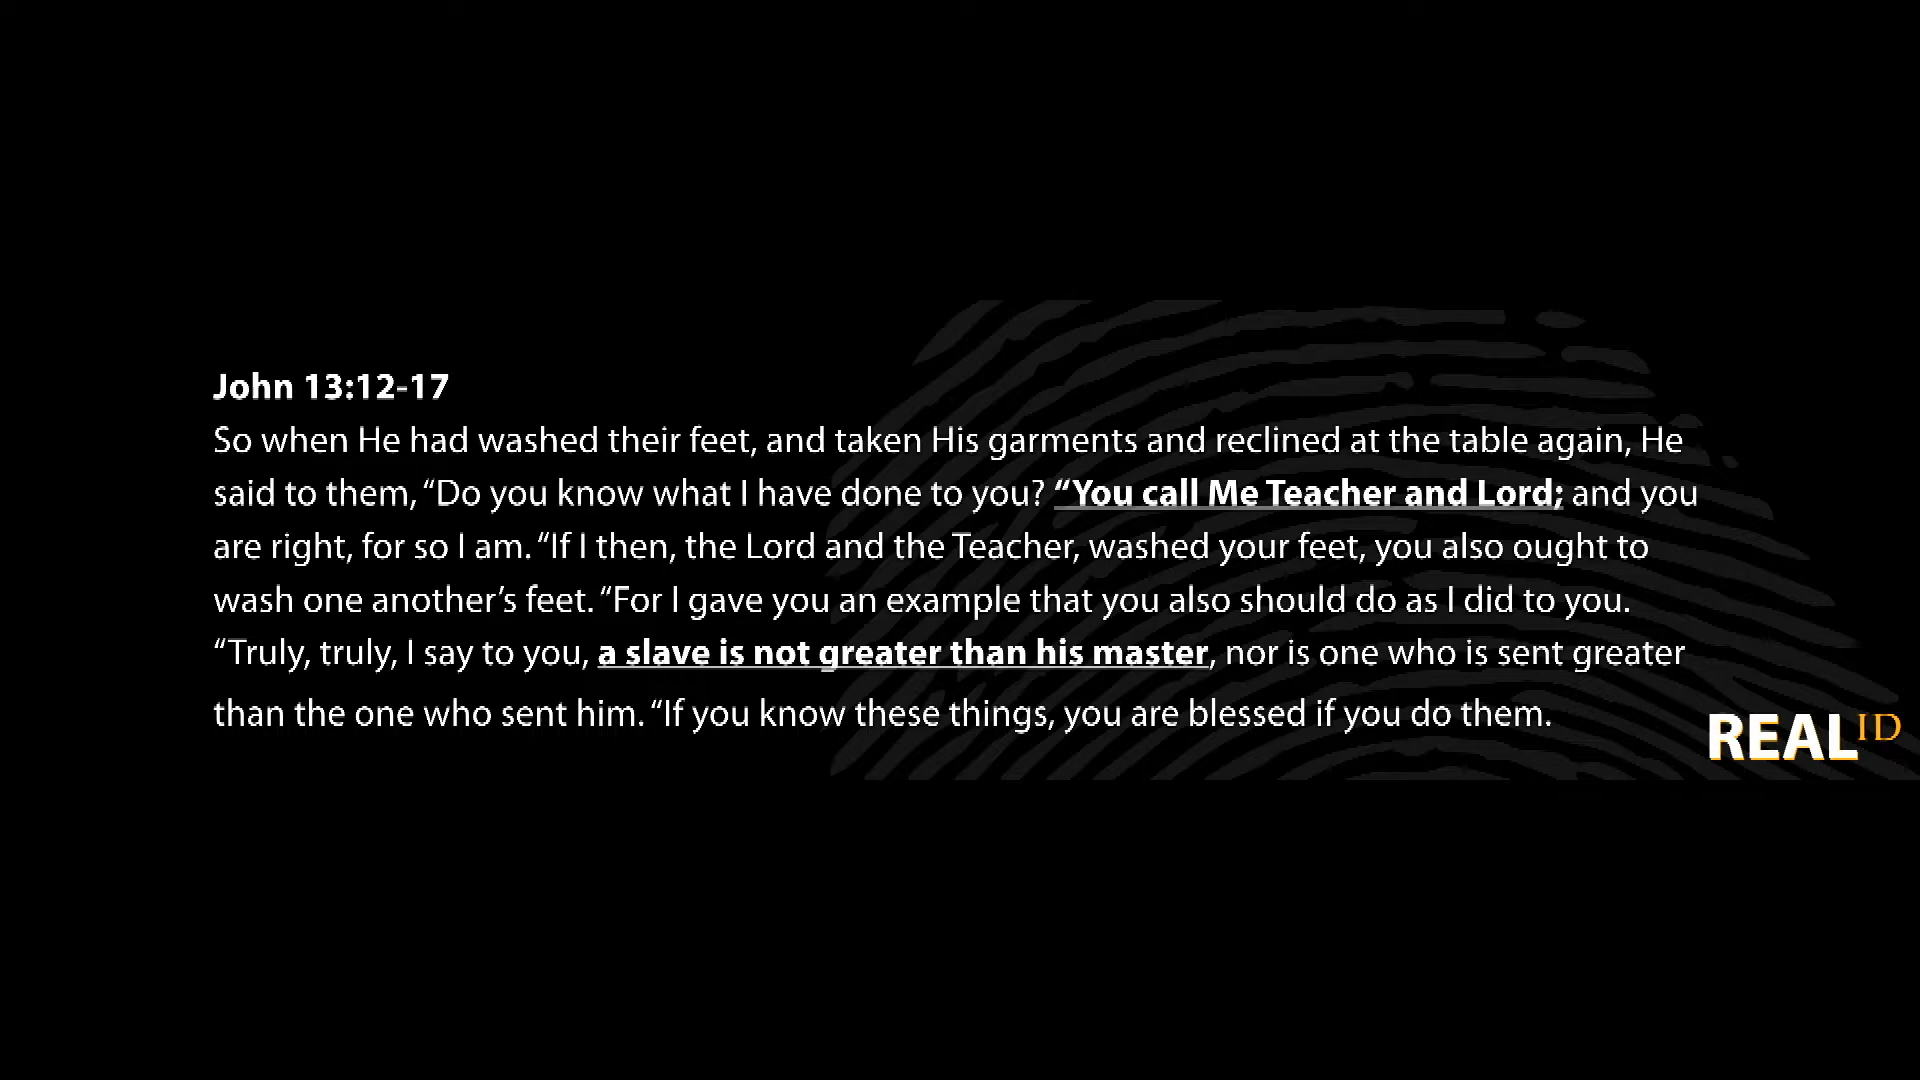 John 13:12-17
So when He had washed their feet, and taken His garments and reclined at the table again, He
said to them, “Do you know what I have done to you? “You call Me Teacher and Lord; and you
are right, for so I am. “If I then, the Lord and the Teacher, washed your feet, you also ought to
wash one another’s feet. “For I gave you an example that you also should do as I did to you.
“Truly, truly, I say to you, a slave is not greater than his master, nor is one who is sent greater
than the one who sent him. “If you know these things, you are blessed if you do them.
REAL ID